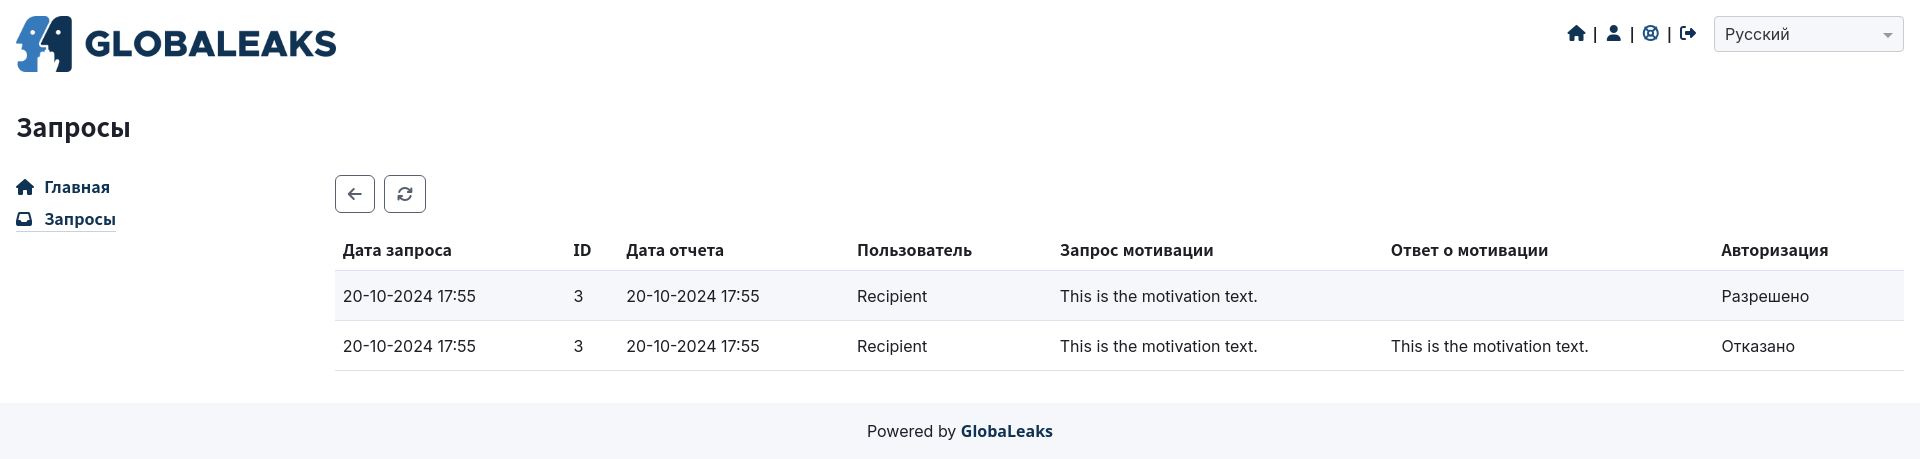 GLOBALEAKS
| | | Русский
Запросы
Главная
Запросы
Дата запроса ID Дата отчета Пользователь Запрос мотивации Ответ о мотивации Авторизация
20-10-2024 17:55 3 20-10-2024 17:55 Recipient This is the motivation text. Разрешено
20-10-2024 17:55 3 20-10-2024 17:55 Recipient This is the motivation text. This is the motivation text. Отказано
Powered by GlobaLeaks